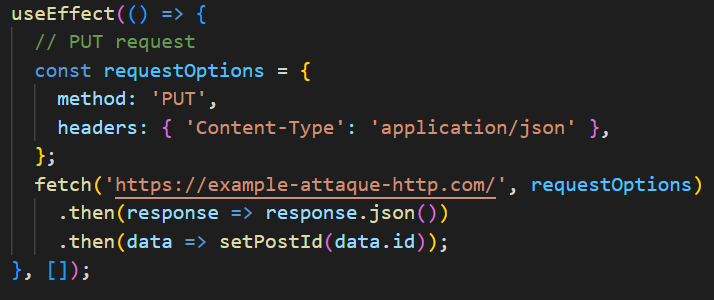 useEffect(() => {
// PUT request
const requestOptions = {
method: 'PUT',
headers: { 'Content-Type': 'application/json' },
};
fetch('https://example-attaque-http.com/', requestOptions)
.then(response => response.json())
.then(data => setPostId(data.id));
}, []);